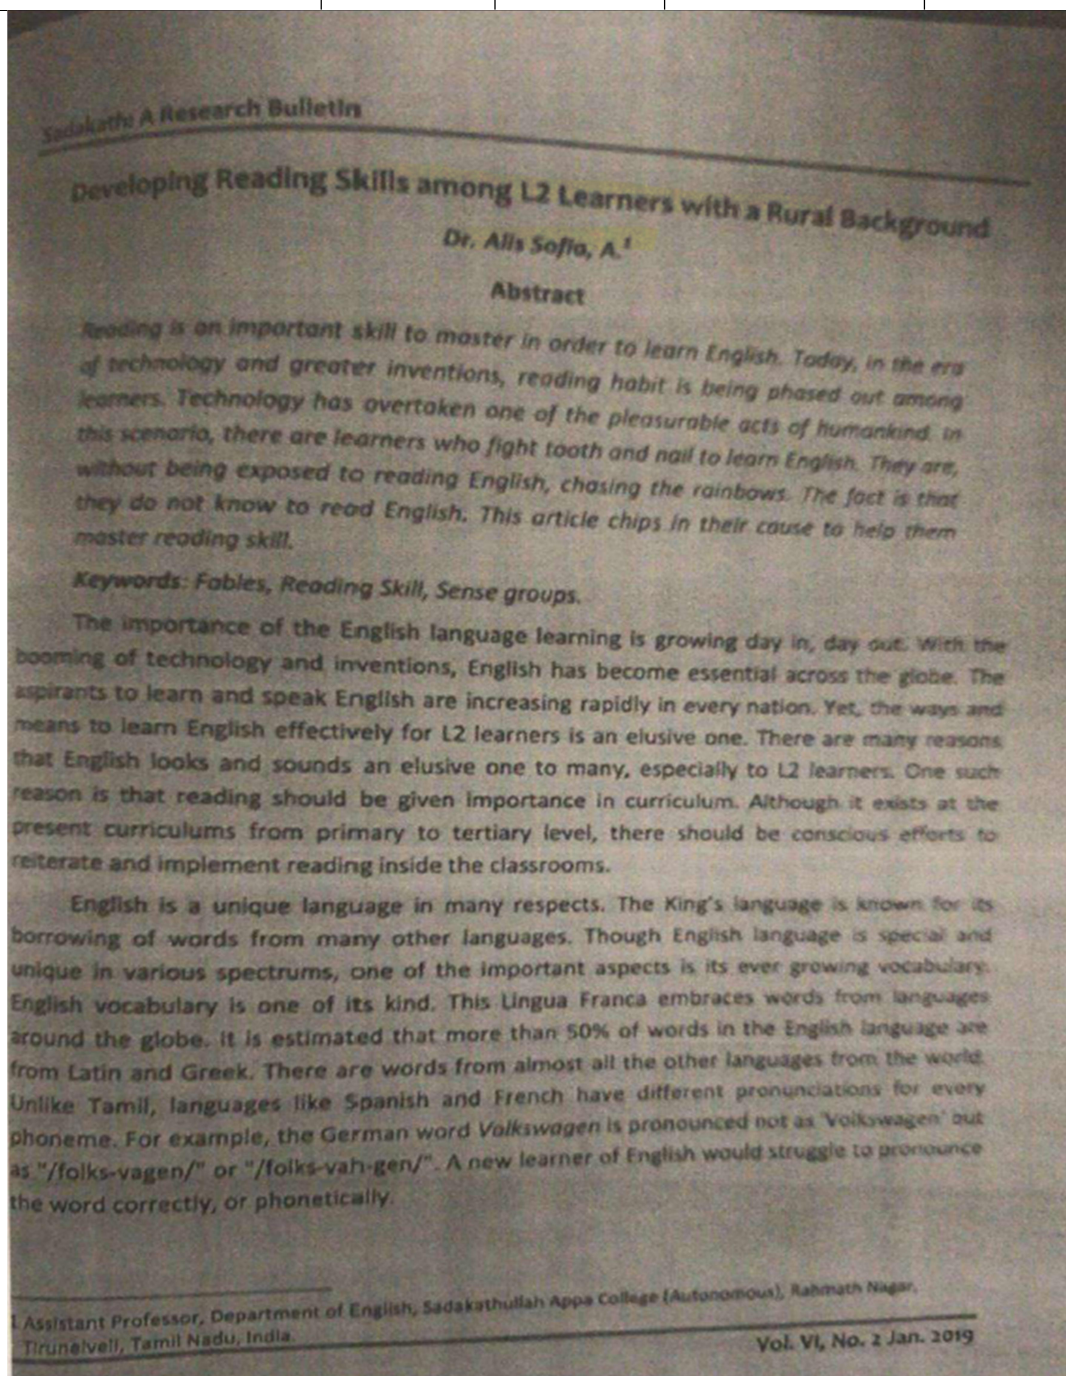 Sadakath: A Research Bulletin
Developing Reading Skills among L2 Learners with a Rural Background
Dr. Alis Sofia, A.1
Abstract
Reading is an important skill to master in order to learn English. Today, in the era
of technology and greater inventions, reading habit is being phased out among
learners. Technology has overtaken one of the pleasurable acts of humankind. In
this scenario, there are learners who fight tooth and nail to learn English. They are,
without being exposed to reading English, chasing the rainbows. The fact is that
they do not know to read English. This article chips in their cause to help them
master reading skill.
Keywords: Fables, Reading Skill, Sense groups.
The importance of the English language learning is growing day in, day out. With the
booming of technology and inventions, English has become essential across the globe. The
aspirants to learn and speak English are increasing rapidly in every nation. Yet, the ways and
means to learn English effectively for L2 learners is an elusive one. There are many reasons
that English looks and sounds an elusive one to many, especially to L2 learners. One such
reason is that reading should be given importance in curriculum. Although it exists at the
present curriculums from primary to tertiary level, there should be conscious efforts to
reiterate and implement reading inside the classrooms.
English is a unique language in many respects. The King's language is known for its
borrowing of words from many other languages. Though English language is special and
unique in various spectrums, one of the important aspects is its ever growing vocabulary.
English vocabulary is one of its kind. This Lingua Franca embraces words from languages
around the globe. It is estimated that more than 50% of words in the English language are
from Latin and Greek. There are words from almost all the other languages from the world.
Unlike Tamil, languages like Spanish and French have different pronunciations for every
phoneme. For example, the German word Volkswagen is pronounced not as 'Volkswagen' but
as "/folks-vagen/" or "/folks-vah-gen/". A new learner of English would struggle to pronounce
the word correctly, or phonetically.
1 Assistant Professor, Department of English, Sadakathullah Appa College (Autonomous), Rahmath Nagar,
Tirunelveli, Tamil Nadu, India.
Vol. VI, No. 2 Jan. 2019